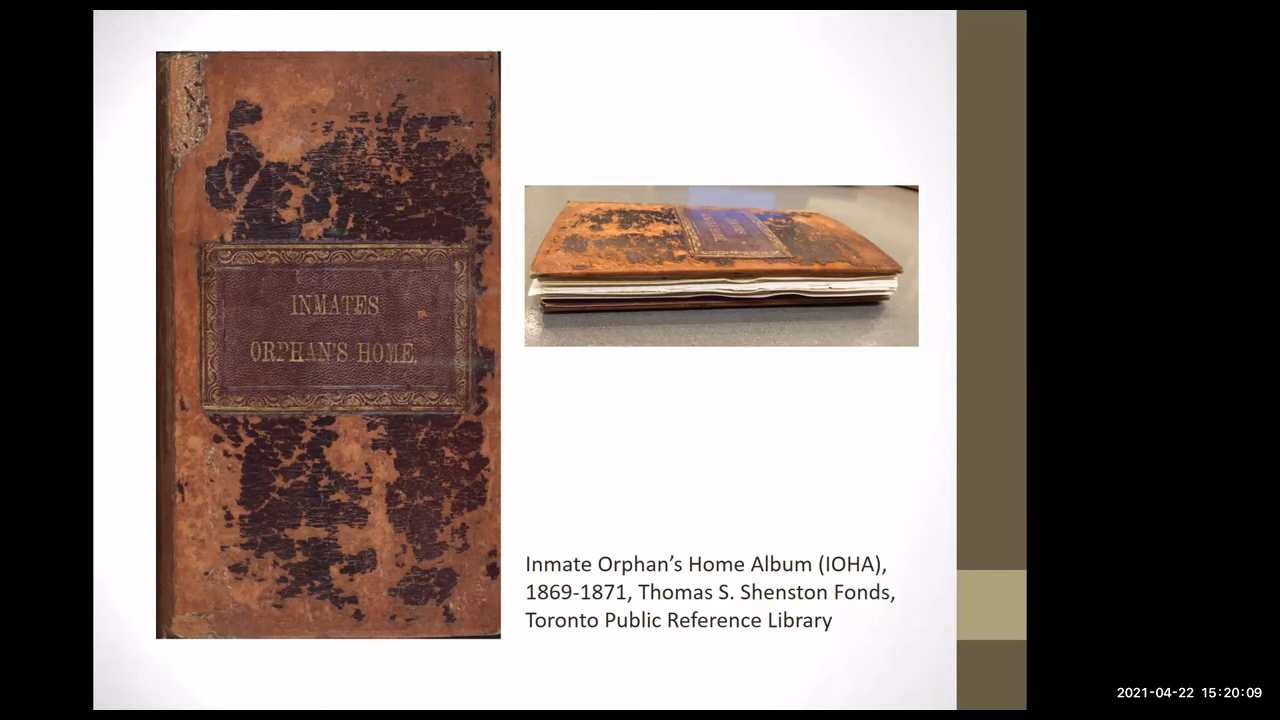 INMATES
ORPHAN'S HOME,
Inmate Orphan’s Home Album (IOHA),
1869-1871, Thomas S. Shenston Fonds,
Toronto Public Reference Library
2021-04-22 15:20:09